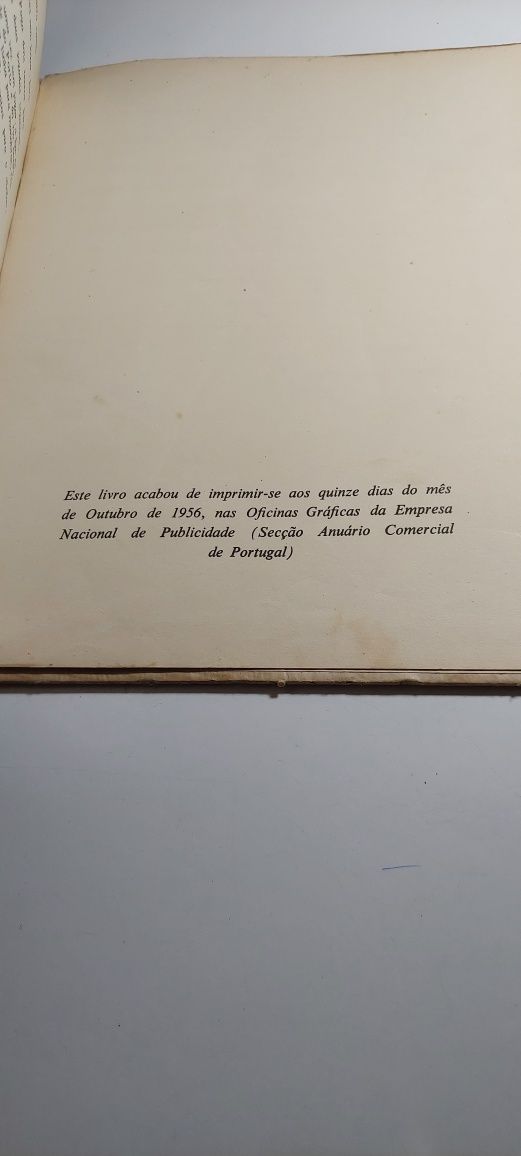 Este livro acabou de imprimir-se aos quinze dias do mês
de Outubro de 1956, nas Oficinas Gráficas da Empresa
Nacional de Publicidade (Secção Anuário Comercial
de Portugal)